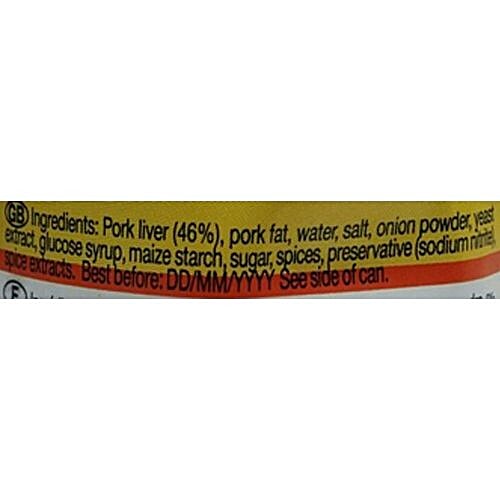 GB Ingredients: Pork liver (46%), pork fat, water, salt, onion powder, yeast
extract, glucose syrup, maize starch, sugar, spices, preservative (sodium nitrite),
spice extracts. Best before: DD/MM/YYYY See side of can.
F